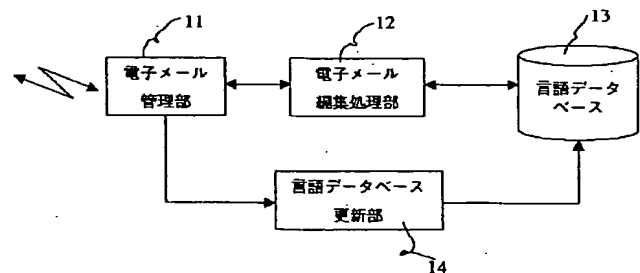 11
電子メール
管理部
12
電子メール
編集処理部
13
言語データ
ベース
言語データベース
更新部
14